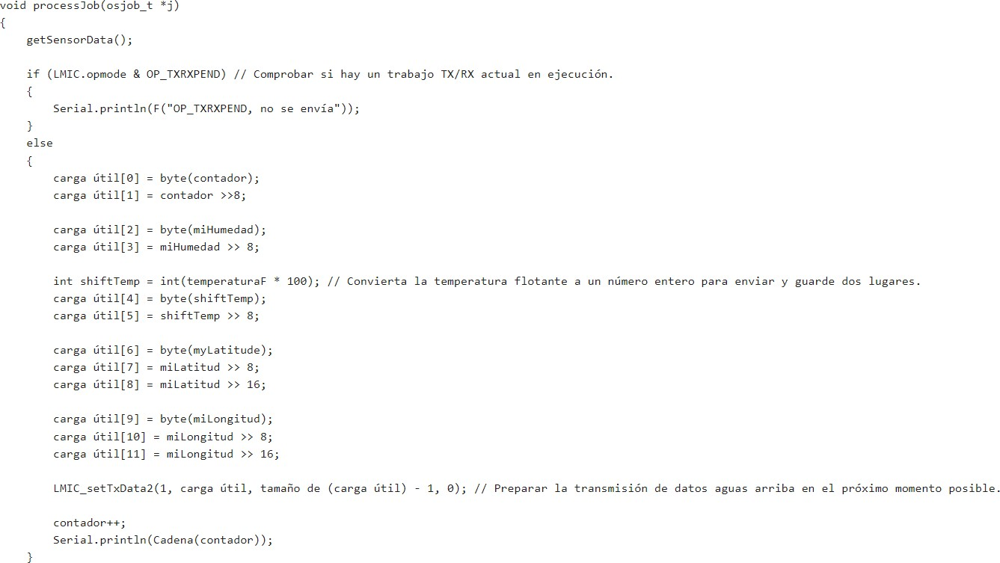 void processJob(osjob_t *j)
{
getSensorData();
if (LMIC.opmode & OP_TXRXPEND) // Comprobar si hay un trabajo TX/RX actual en ejecución.
{
Serial.println(F("OP_TXRXPEND, no se envía"));
}
else
{
carga útil[0] = byte(contador);
carga útil[1] = contador >>8;
carga útil[2] = byte(miHumedad);
carga útil[3] = miHumedad >> 8;
int shiftTemp = int(temperaturaF * 100); // Convierta la temperatura flotante a un número entero para enviar y guarde dos lugares.
carga útil[4] = byte(shiftTemp);
carga útil[5] = shiftTemp >> 8;
carga útil[6] = byte(myLatitude);
carga útil[7] = miLatitud >> 8;
carga útil[8] = miLatitud >> 16;
carga útil[9] = byte(miLongitud);
carga útil[10] = miLongitud >> 8;
carga útil[11] = miLongitud >> 16;
LMIC_setTxData2(1, carga útil, tamaño de (carga útil) - 1, 0); // Preparar la transmisión de datos aguas arriba en el próximo momento posible.
contador++;
Serial.println(Cadena(contador));
}